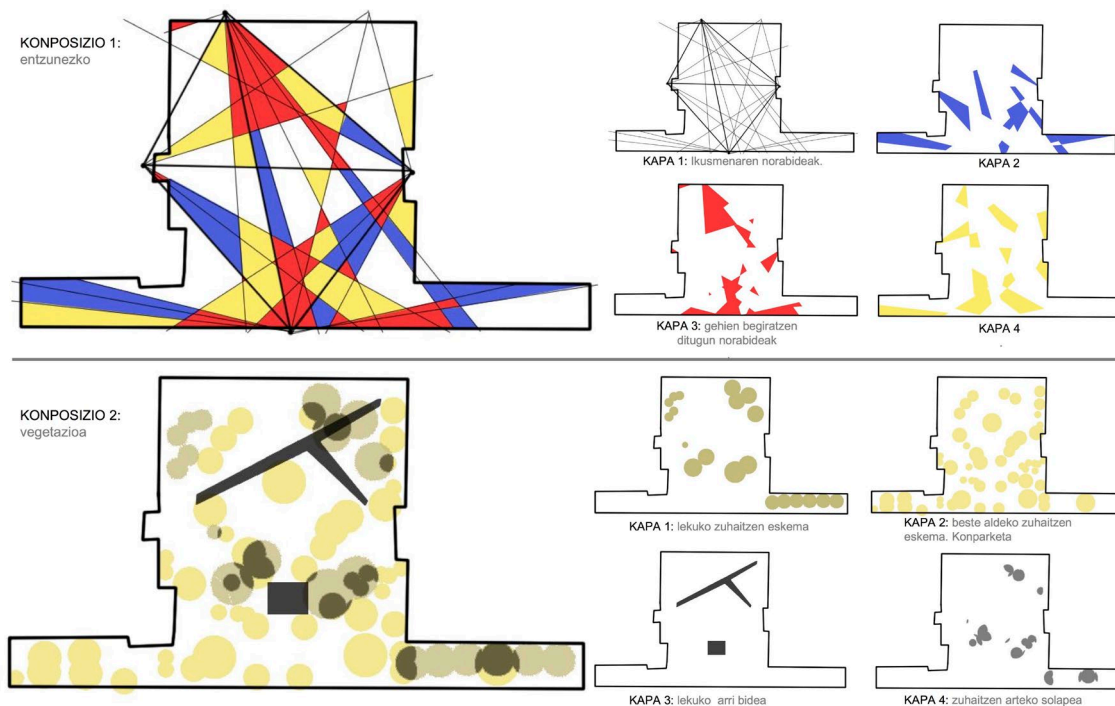 KONPOSIZIO 1:
entzunezko
KAPA 1: Ikusmenaren norabideak.
KAPA 2
KAPA 3: gehien begiratzen
ditugun norabideak
KAPA 4
KONPOSIZIO 2:
vegetazioa
KAPA 1: lekuko zuhaitzen eskema
KAPA 2: beste aldeko zuhaitzen
eskema. Konparketa
KAPA 3: lekuko arri bidea
KAPA 4: zuhaitzen arteko solapea